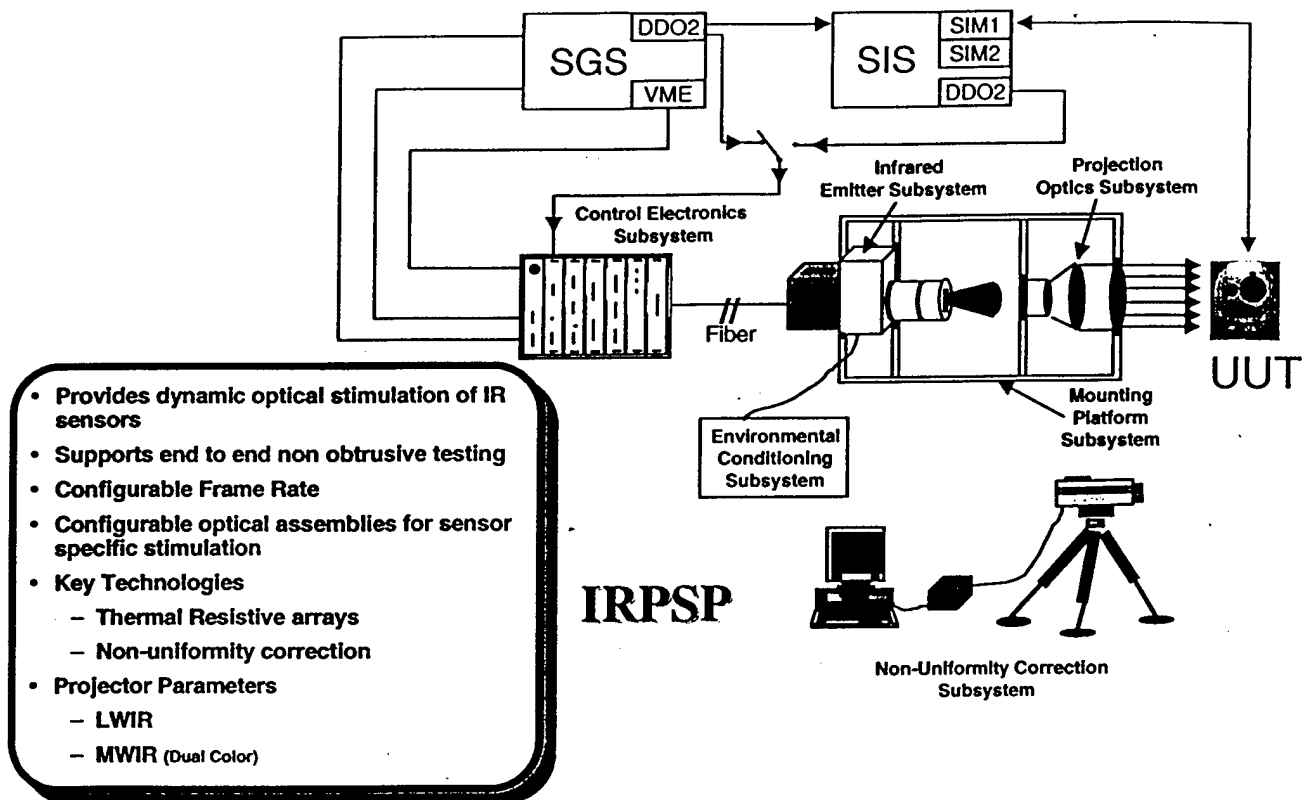 SGS
DDO2
VME
SIS
SIM1
SIM2
DDO2
Infrared
Emitter Subsystem
Projection
Optics Subsystem
Control Electronics
Subsystem
Fiber
UUT
Mounting
Platform
Subsystem
Environmental
Conditioning
Subsystem
• Provides dynamic optical stimulation of IR
sensors
• Supports end to end non obtrusive testing
• Configurable Frame Rate
• Configurable optical assemblies for sensor
specific stimulation
• Key Technologies
– Thermal Resistive arrays
– Non-uniformity correction
• Projector Parameters
– LWIR
– MWIR (Dual Color)
IRPSP
Non-Uniformity Correction
Subsystem